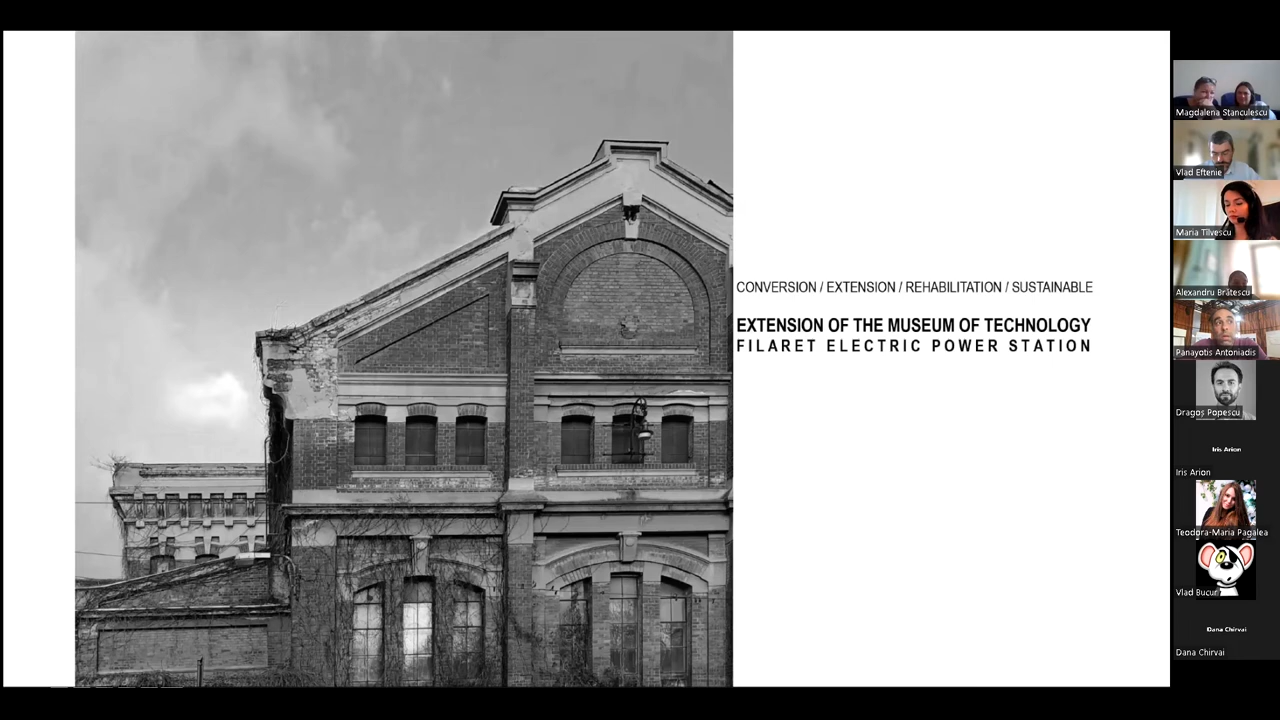 CONVERSION / EXTENSION / REHABILITATION / SUSTAINABLE
EXTENSION OF THE MUSEUM OF TECHNOLOGY
FILARET ELECTRIC POWER STATION
Magdalena Stanculescu
Vlad Eftenie
Maria Tilvescu
Alexandru Brătescu
Panayotis Antoniadis
Dragoș Popescu
Iris Arion
Iris Arion
Teodora-Maria Pagalea
Vlad Bucur
Dana Chirvai
Dana Chirvai